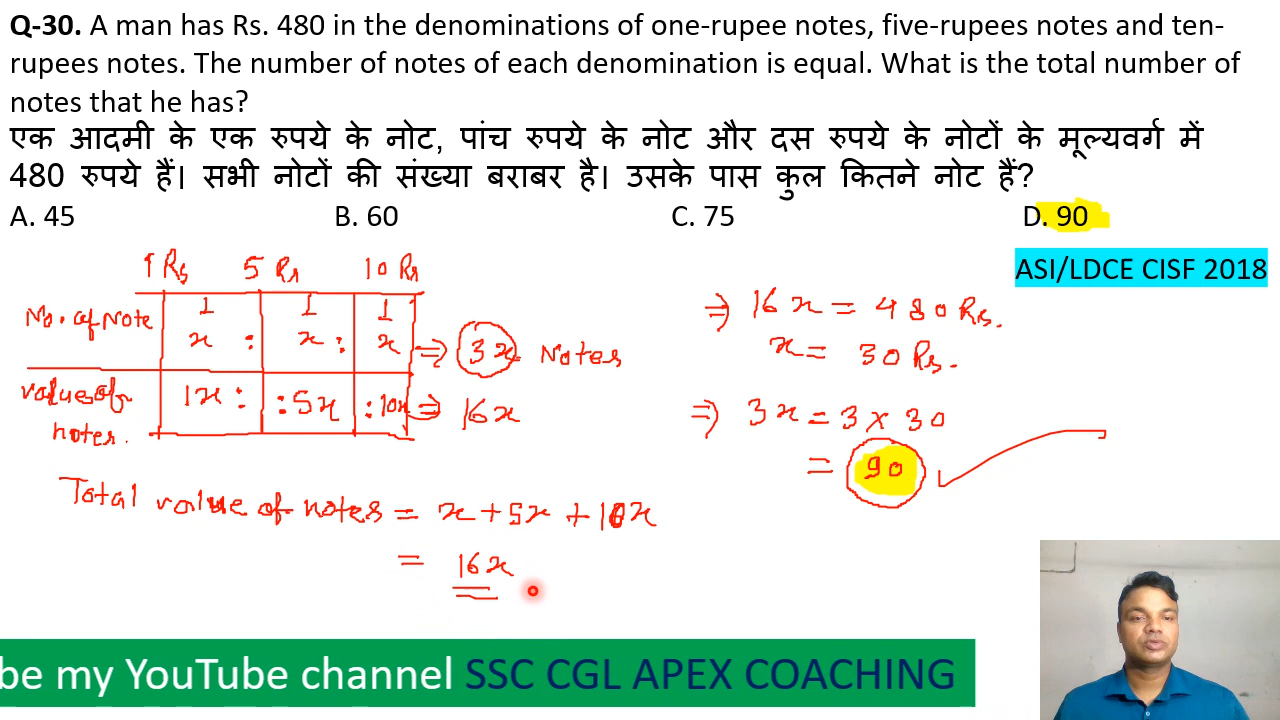 Q-30. A man has Rs. 480 in the denominations of one-rupee notes, five-rupees notes and ten-
rupees notes. The number of notes of each denomination is equal. What is the total number of
notes that he has?
एक आदमी के एक रुपये के नोट, पांच रुपये के नोट और दस रुपये के नोटों के मूल्यवर्ग में
480 रुपये हैं। सभी नोटों की संख्या बराबर है। उसके पास कुल कितने नोट हैं?
A. 45 B. 60 C. 75 D. 90
ASI/LDCE CISF 2018
1 Rs 5 Rs 10 Rs
No. of Note 1 1 1
x : x : x ⇒ 3x Notes
values of notes. 1x : : 5x : 10x ⇒ 16x
Total value of notes = x + 5x + 10x
= 16x
⇒ 16x = 480 Rs.
x = 30 Rs.
⇒ 3x = 3 × 30
= 90
be my YouTube channel SSC CGL APEX COACHING